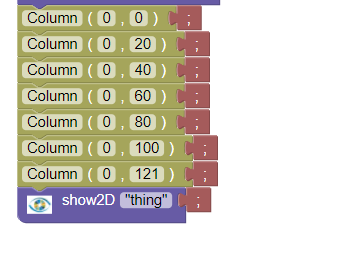 Column ( 0 , 0 ) ;
Column ( 0 , 20 ) ;
Column ( 0 , 40 ) ;
Column ( 0 , 60 ) ;
Column ( 0 , 80 ) ;
Column ( 0 , 100 ) ;
Column ( 0 , 121 ) ;
show2D "thing" ;